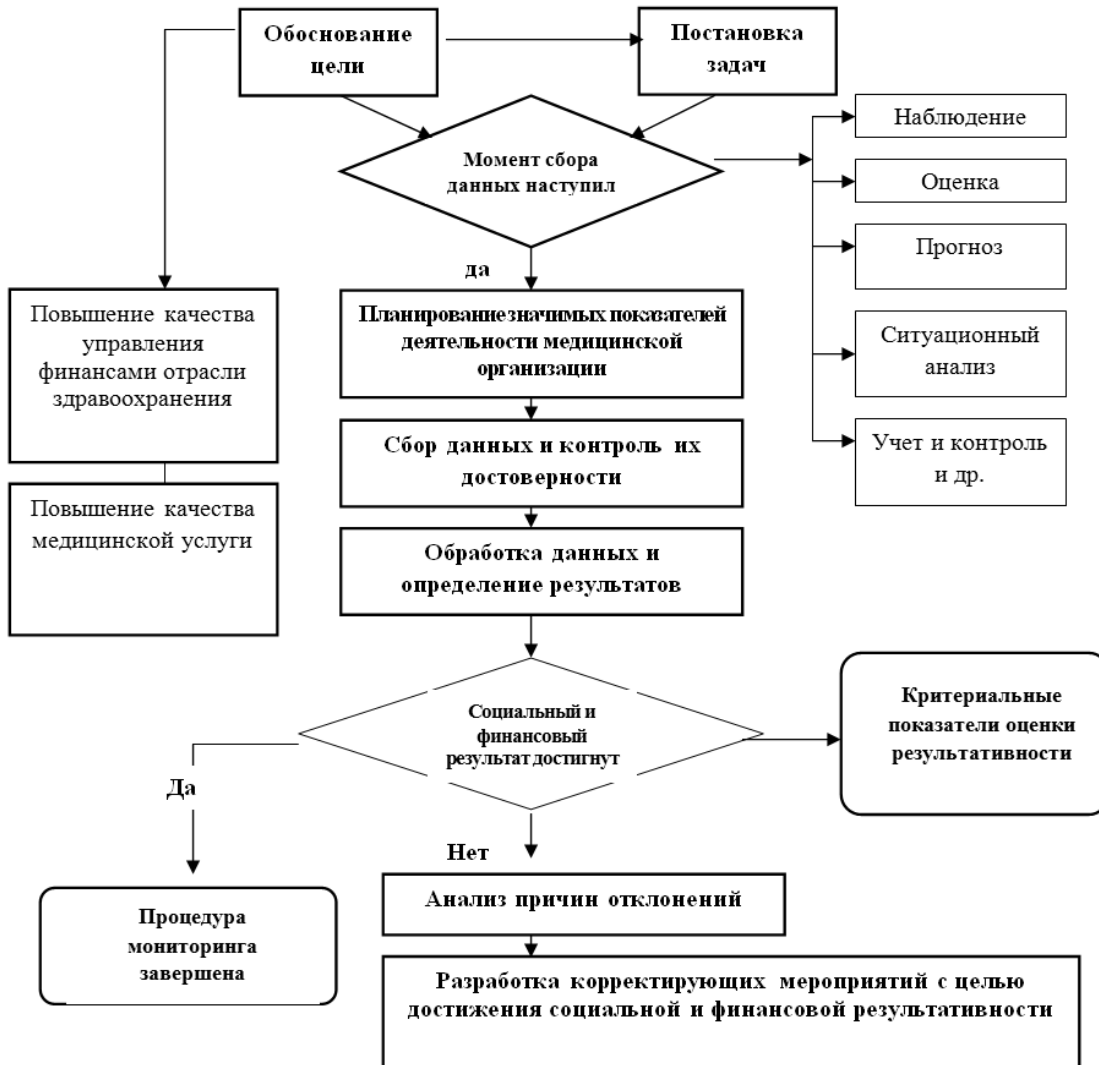 Обоснование
цели
Постановка
задач
Момент сбора
данных наступил
Наблюдение
Оценка
Прогноз
Ситуационный
анализ
Учет и контроль
и др.
да
Повышение качества
управления
финансами отрасли
здравоохранения
Повышение качества
медицинской услуги
Планирование значимых показателей
деятельности медицинской
организации
Сбор данных и контроль их
достоверности
Обработка данных и
определение результатов
Социальный и
финансовый
результат достигнут
Критериальные
показатели оценки
результативности
Да
Нет
Процедура
мониторинга
завершена
Анализ причин отклонений
Разработка корректирующих мероприятий с целью
достижения социальной и финансовой результативности